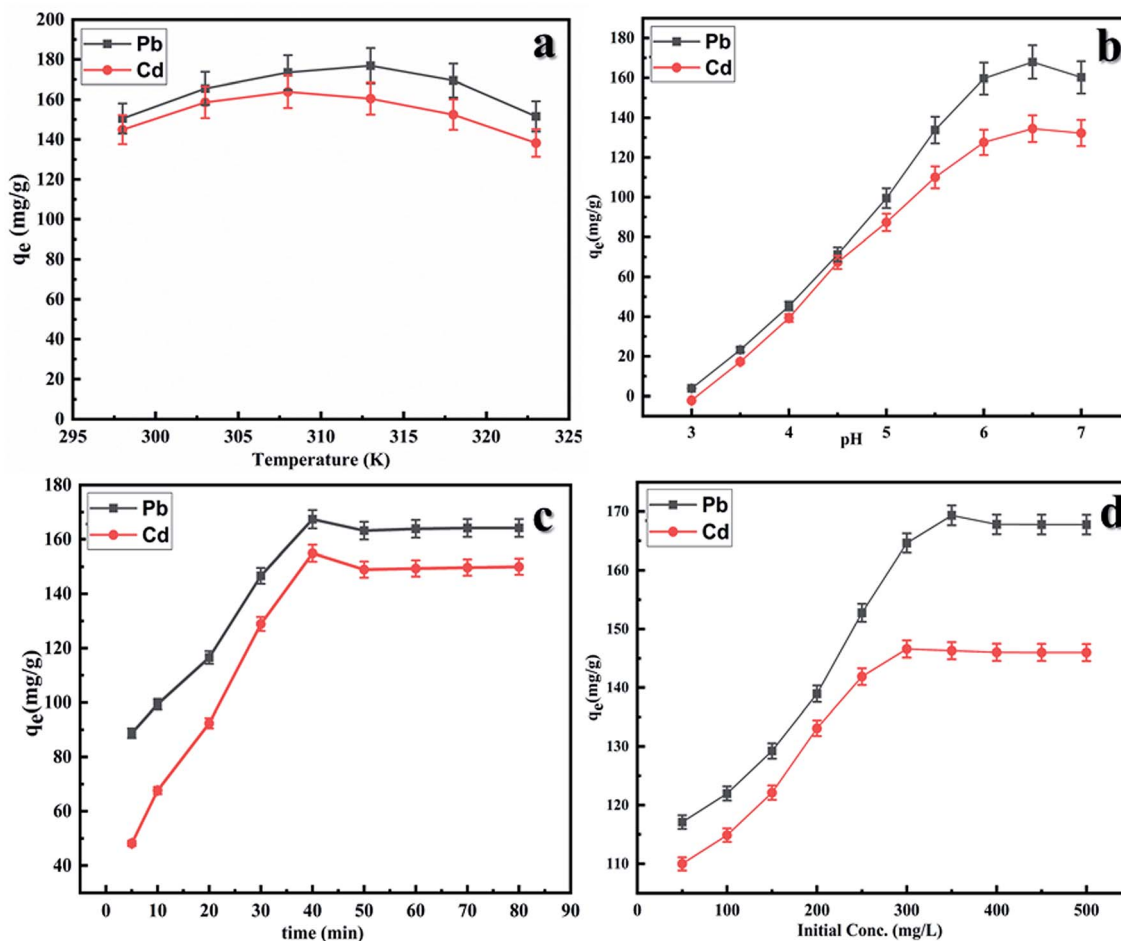 a
Pb
Cd
200
180
160
140
120
100
80
60
40
20
0
qe (mg/g)
295 300 305 310 315 320 325
Temperature (K)
b
Pb
Cd
180
160
140
120
100
80
60
40
20
0
qe(mg/g)
3 4 5 6 7
pH
c
Pb
Cd
180
160
140
120
100
80
60
40
qe(mg/g)
0 10 20 30 40 50 60 70 80 90
time (min)
d
Pb
Cd
170
160
150
140
130
120
110
qe(mg/g)
0 100 200 300 400 500
Initial Conc. (mg/L)